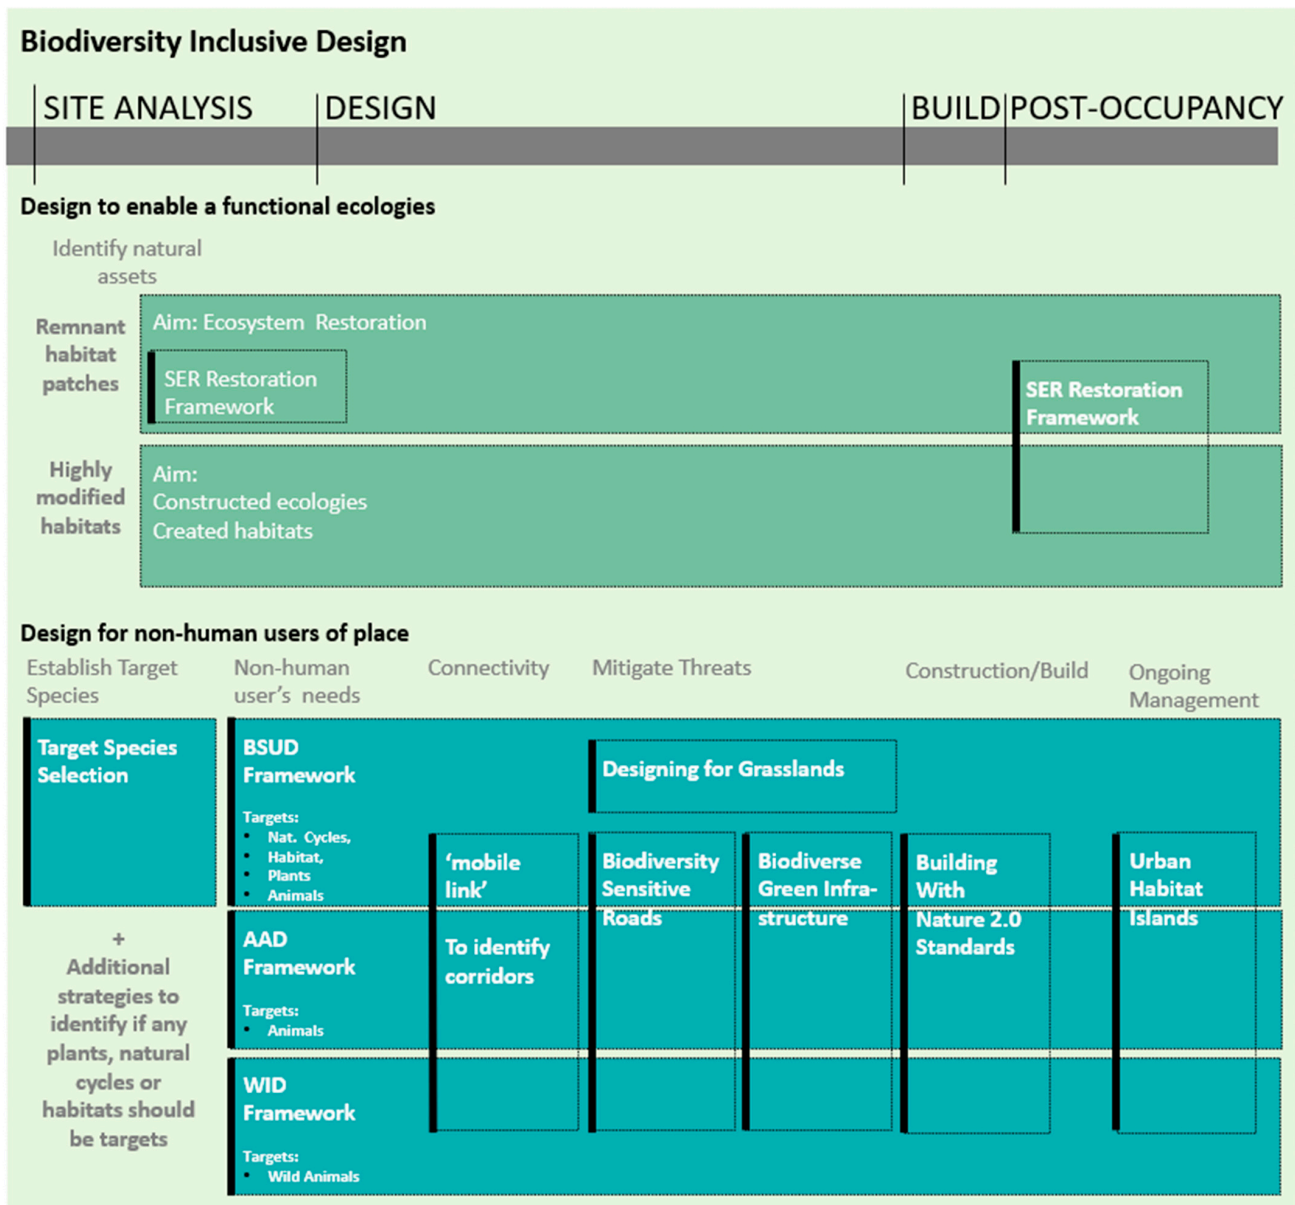 Biodiversity Inclusive Design
SITE ANALYSIS
DESIGN
BUILD
POST-OCCUPANCY
Design to enable a functional ecologies
Identify natural
assets
Remnant
habitat
patches
Aim: Ecosystem Restoration
SER Restoration
Framework
SER Restoration
Framework
Highly
modified
habitats
Aim:
Constructed ecologies
Created habitats
Design for non-human users of place
Establish Target
Species
Non-human
user's needs
Connectivity
Mitigate Threats
Construction/Build
Ongoing
Management
Target Species
Selection
+
Additional
strategies to
identify if any
plants, natural
cycles or
habitats should
be targets
BSUD
Framework
Targets:
• Nat. Cycles,
• Habitat,
• Plants
• Animals
AAD
Framework
Targets:
• Animals
WID
Framework
Targets:
• Wild Animals
'mobile
link'
To identify
corridors
Designing for Grasslands
Biodiversity
Sensitive
Roads
Biodiverse
Green Infra-
structure
Building
With
Nature 2.0
Standards
Urban
Habitat
Islands